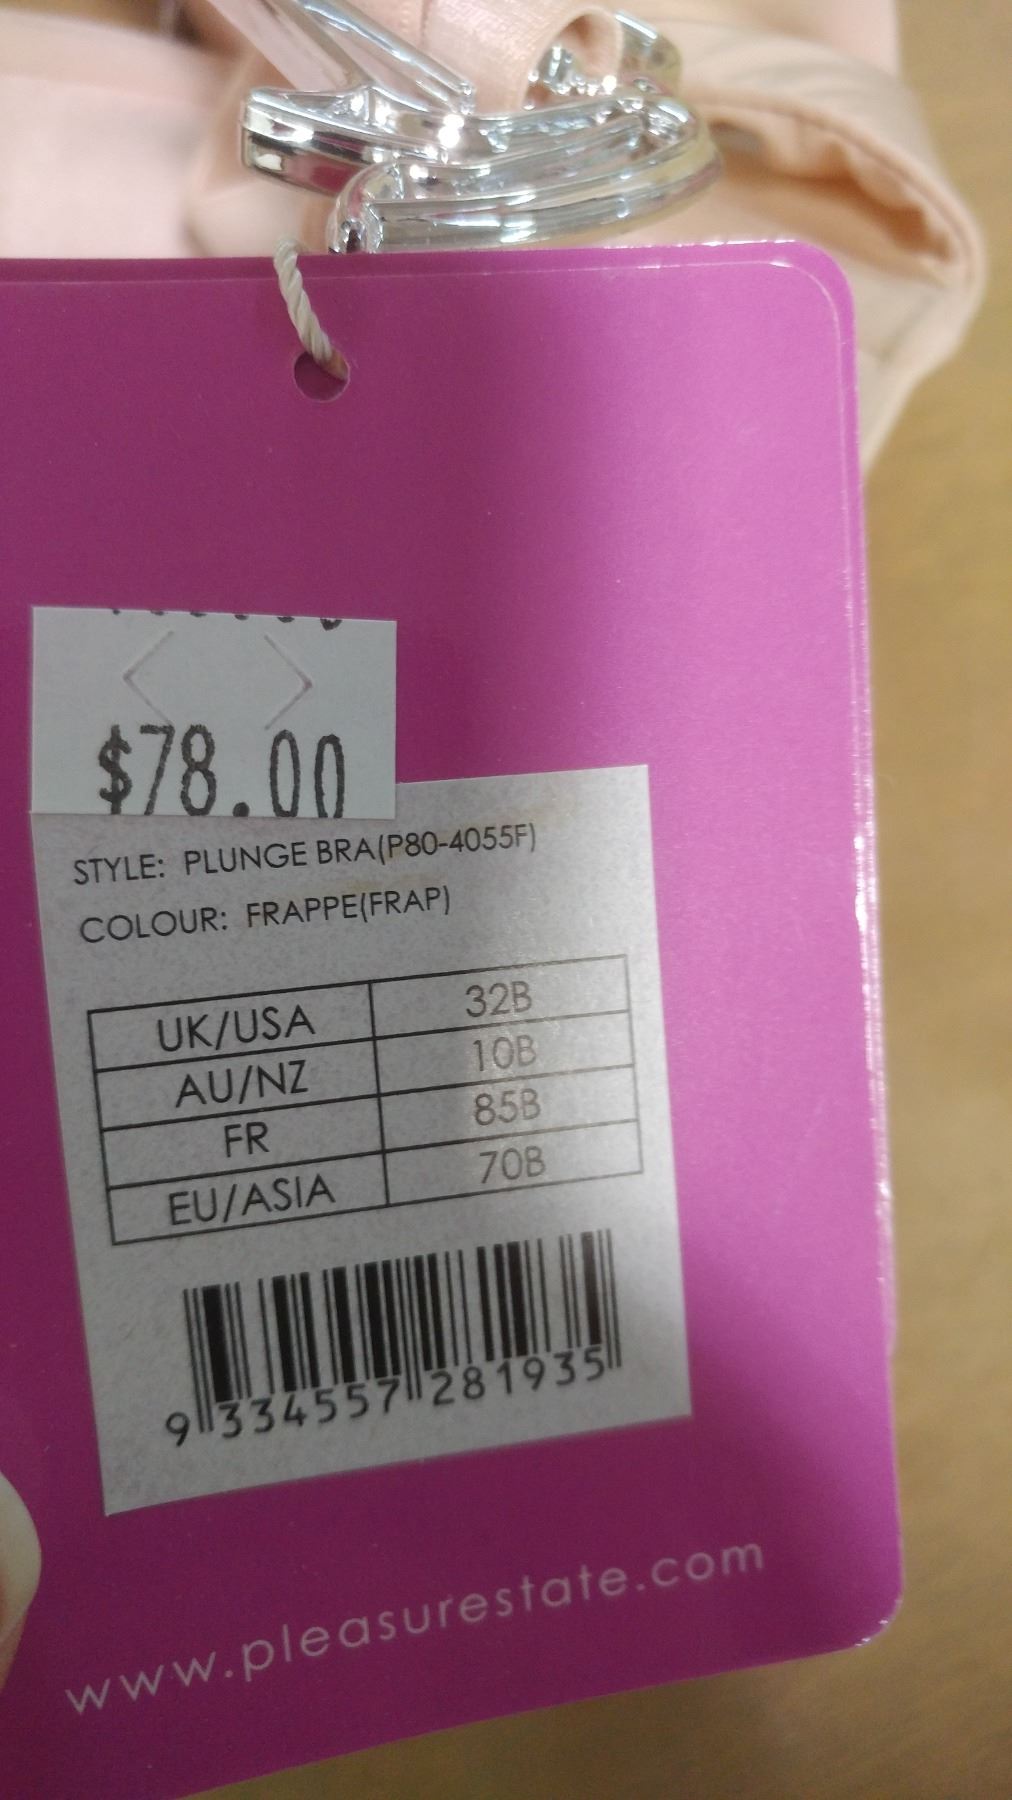 $78.00
STYLE: PLUNGE BRA(P80-4055F)
COLOUR: FRAPPE(FRAP)
UK/USA 32B
AU/NZ 10B
FR 85B
EU/ASIA 70B
9 334557 281935
www.pleasurestate.com